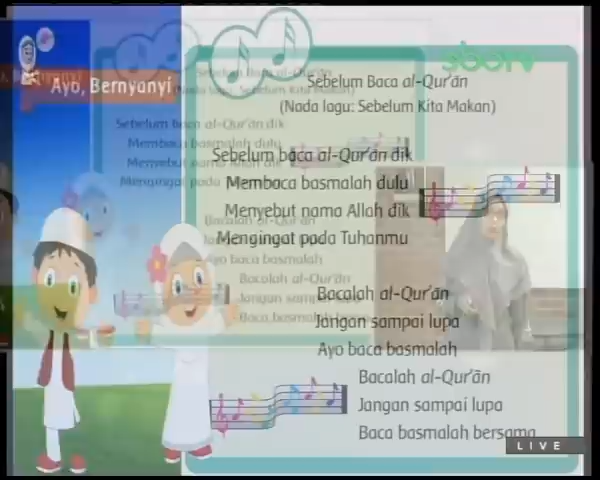 Ayo, Bernyanyi
Sebelum Baca al-Qur'ān
(Nada lagu: Sebelum Kita Makan)
Sebelum baca al-Qur'ān dik
Membaca basmalah dulu
Menyebut nama Allah dik
Mengingat pada Tuhanmu
Bacalah al-Qur'ān
Jangan sampai lupa
Ayo baca basmalah
Bacalah al-Qur'ān
Jangan sampai lupa
Baca basmalah bersama
LIVE